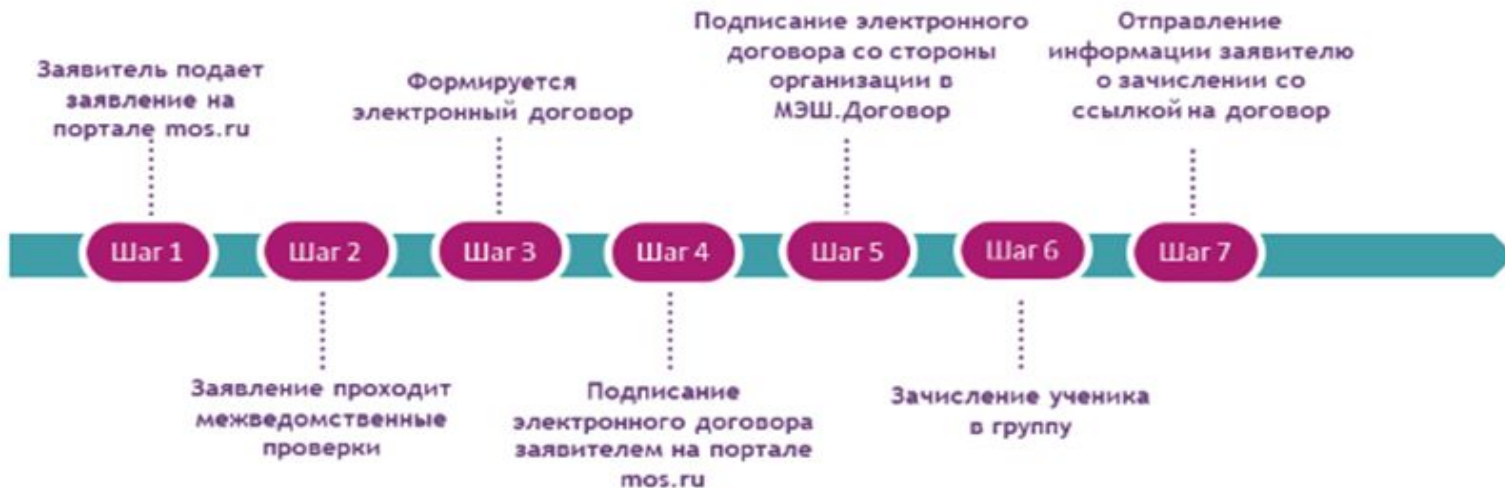 Заявитель подает
заявление на
портале mos.ru
Формируется
электронный договор
Подписание электронного
договора со стороны
организации в
МЭШ.Договор
Отправление
информации заявителю
о зачислении со
ссылкой на договор
Шаг 1
Шаг 2
Шаг 3
Шаг 4
Шаг 5
Шаг 6
Шаг 7
Заявление проходит
межведомственные
проверки
Подписание
электронного договора
заявителем на портале
mos.ru
Зачисление ученика
в группу